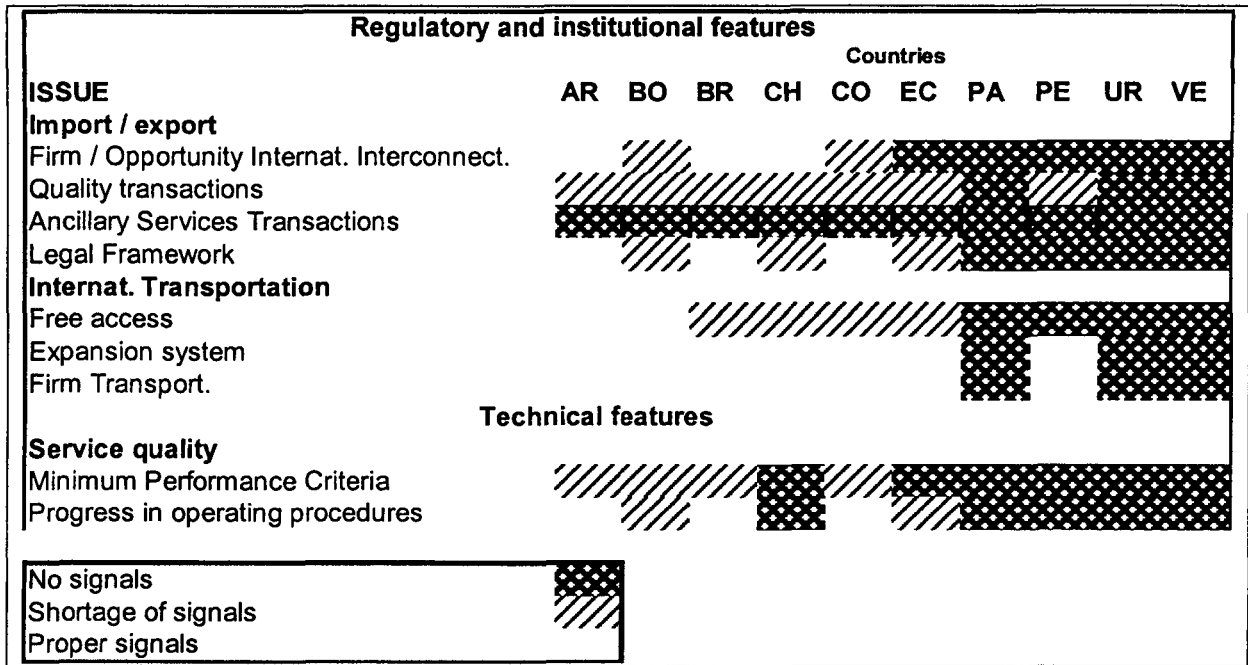 Regulatory and institutional features
Countries
ISSUE AR BO BR CH CO EC PA PE UR VE
Import / export
Firm / Opportunity Internat. Interconnect.
Quality transactions
Ancillary Services Transactions
Legal Framework
Internat. Transportation
Free access
Expansion system
Firm Transport.
Technical features
Service quality
Minimum Performance Criteria
Progress in operating procedures
No signals
Shortage of signals
Proper signals